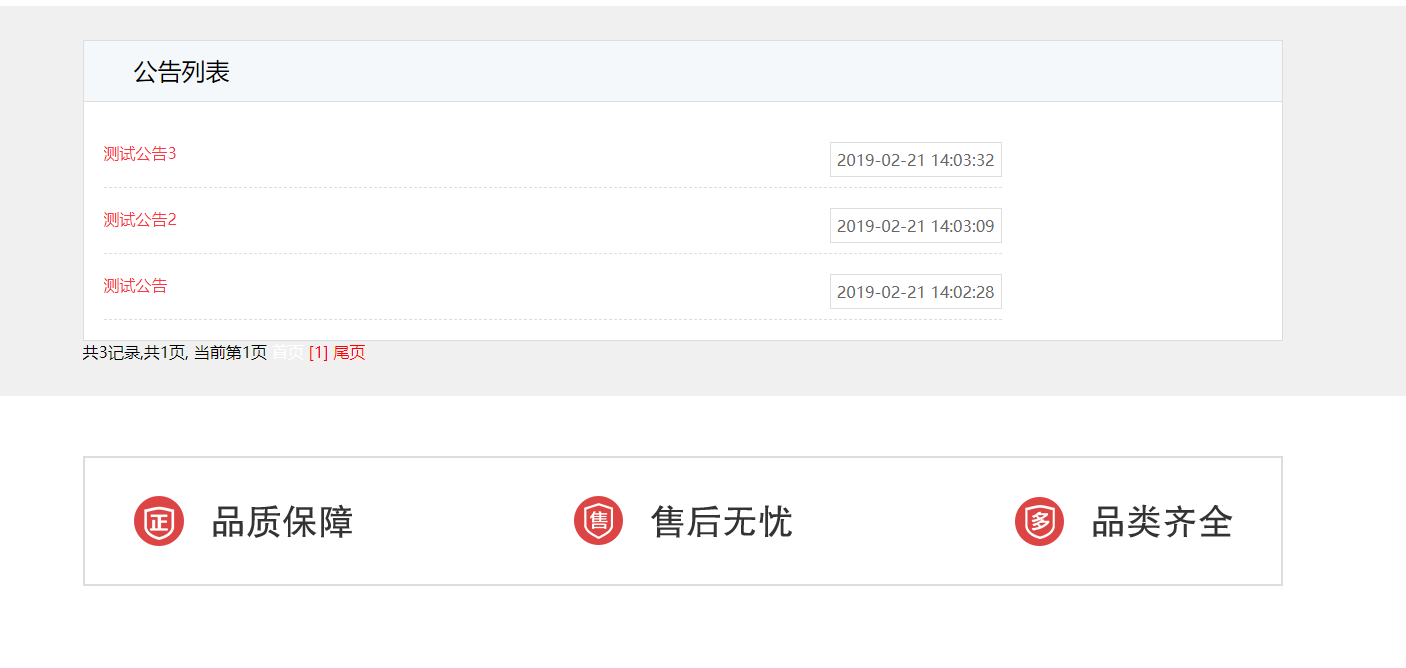 公告列表
测试公告3 2019-02-21 14:03:32
测试公告2 2019-02-21 14:03:09
测试公告 2019-02-21 14:02:28
共3记录,共1页, 当前第1页 首页 [1] 尾页
正 品质保障 售 售后无忧 多 品类齐全